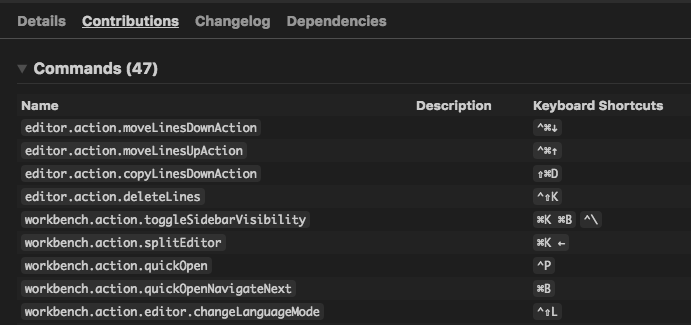 Details Contributions Changelog Dependencies
▼ Commands (47)
Name Description Keyboard Shortcuts
editor.action.moveLinesDownAction ^⌘↓
editor.action.moveLinesUpAction ^⌘↑
editor.action.copyLinesDownAction ⇧⌘D
editor.action.deleteLines ^⇧K
workbench.action.toggleSidebarVisibility ⌘K ⌘B ^\
workbench.action.splitEditor ⌘K ←
workbench.action.quickOpen ^P
workbench.action.quickOpenNavigateNext ⌘B
workbench.action.editor.changeLanguageMode ^⇧L